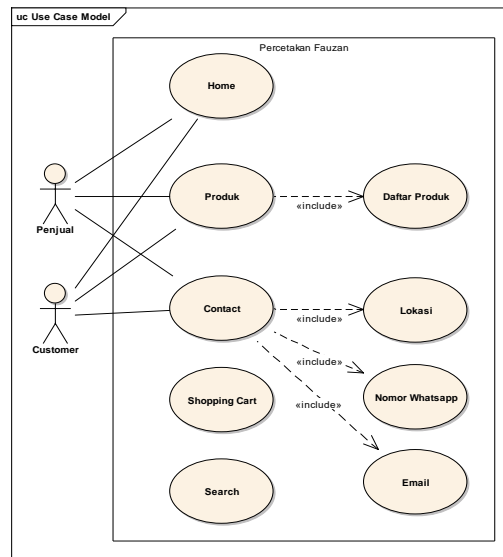 uc Use Case Model
Percetakan Fauzan
Home
Produk
«include»
Daftar Produk
Penjual
Contact
«include»
Lokasi
Customer
«include»
Nomor Whatsapp
Shopping Cart
«include»
Email
Search